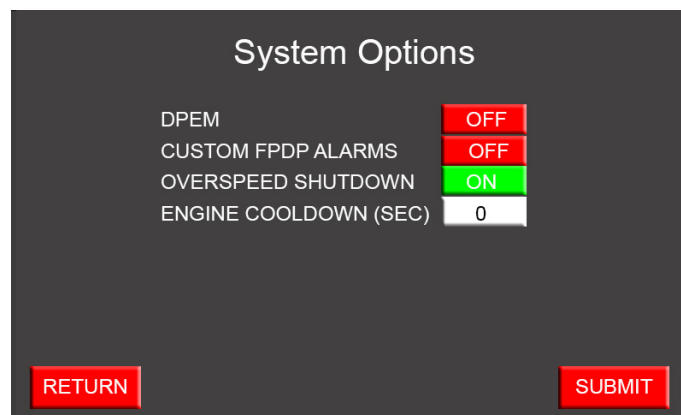 System Options
DPEM OFF
CUSTOM FPDP ALARMS OFF
OVERSPEED SHUTDOWN ON
ENGINE COOLDOWN (SEC) 0
RETURN SUBMIT